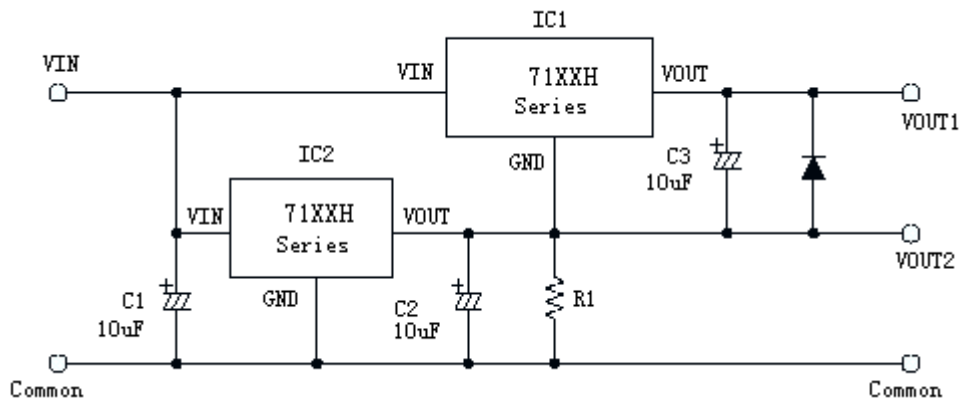 IC1
VIN
VIN
71XXH
Series
VOUT
VOUT1
GND
C3
10uF
IC2
VIN
71XXH
Series
VOUT
VOUT2
GND
C1
10uF
C2
10uF
R1
Common
Common